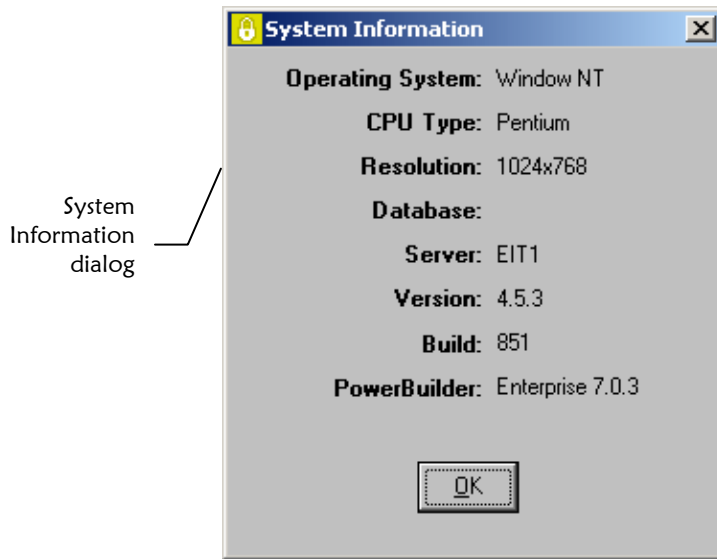 System Information
Operating System: Window NT
CPU Type: Pentium
Resolution: 1024x768
Database:
Server: EIT1
Version: 4.5.3
Build: 851
PowerBuilder: Enterprise 7.0.3
OK
System
Information
dialog